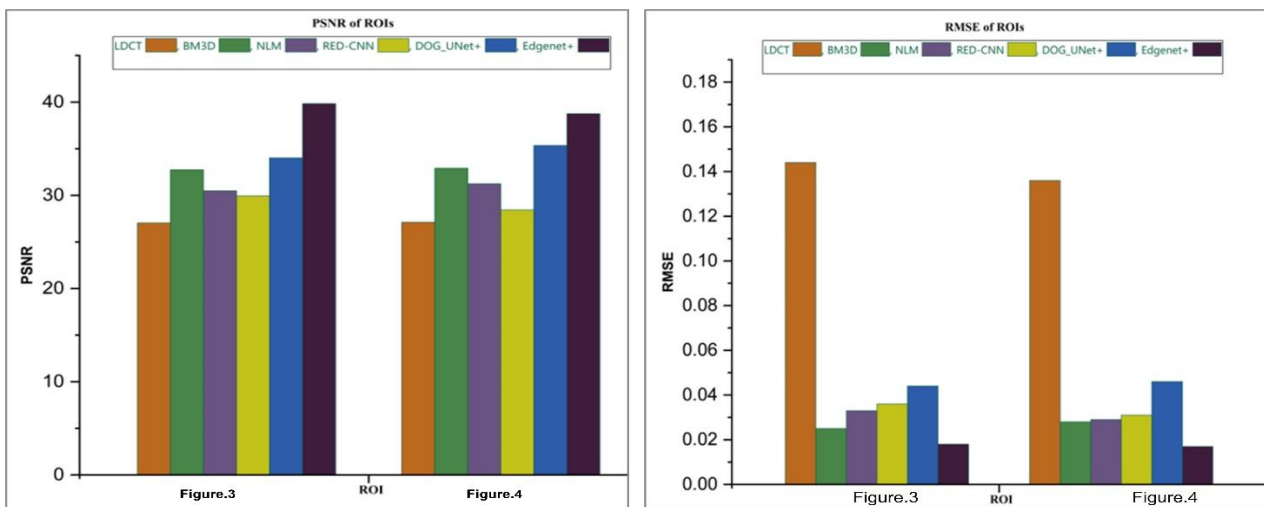 PSNR of ROIs
LDCT , BM3D , NLM , RED-CNN , DOG_UNet+ , Edgenet+
40
30
20
10
0
PSNR
Figure.3
ROI
Figure.4
RMSE of ROIs
LDCT , BM3D , NLM , RED-CNN , DOG_UNet+ , Edgenet+
0.18
0.16
0.14
0.12
0.10
0.08
0.06
0.04
0.02
0.00
RMSE
Figure.3
ROI
Figure.4